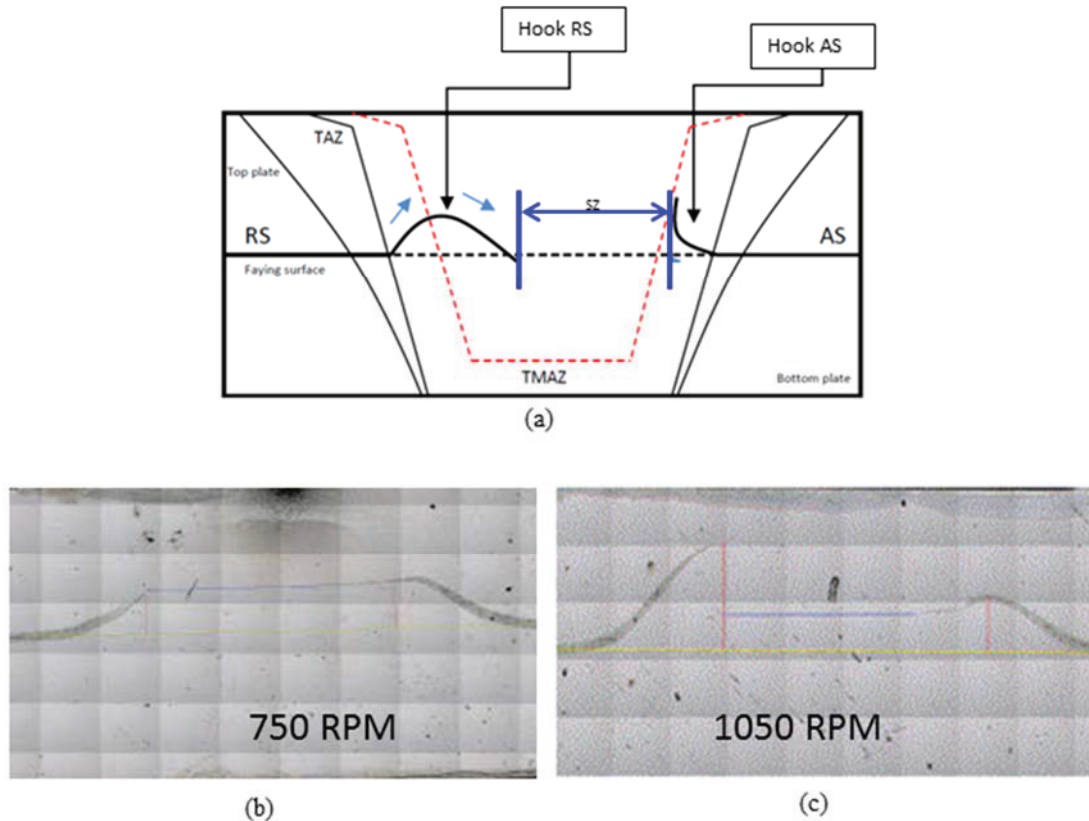 Hook RS
Hook AS
TAZ
Top plate
SZ
RS
AS
Faying surface
TMAZ
Bottom plate
(a)
750 RPM
1050 RPM
(b)
(c)